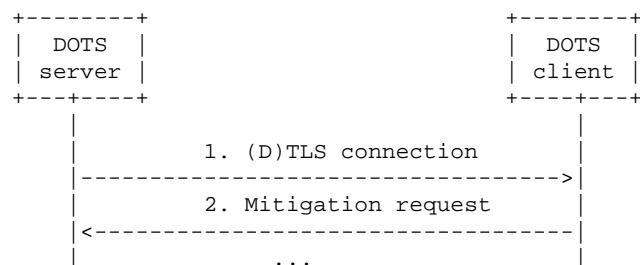 DOTS DOTS
server client
1. (D)TLS connection
2. Mitigation request
...